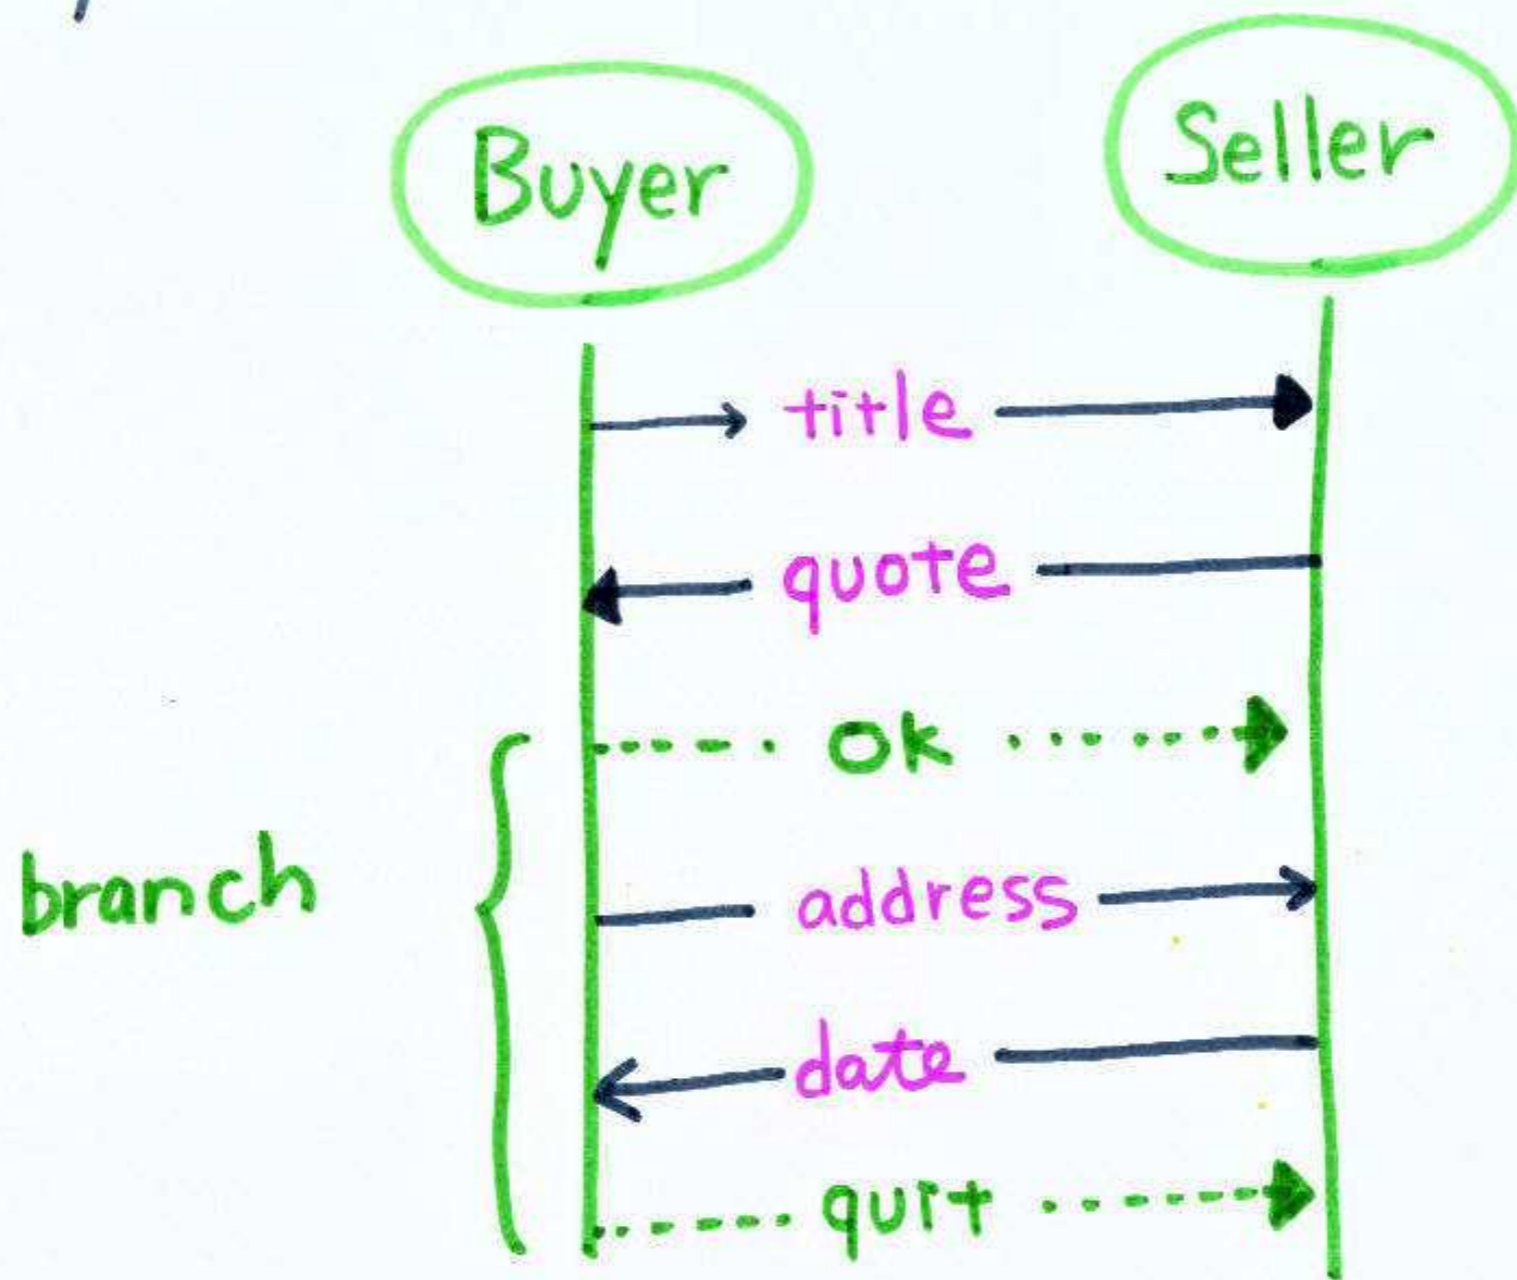 Buyer
Seller
title
quote
ok
branch
address
date
quit